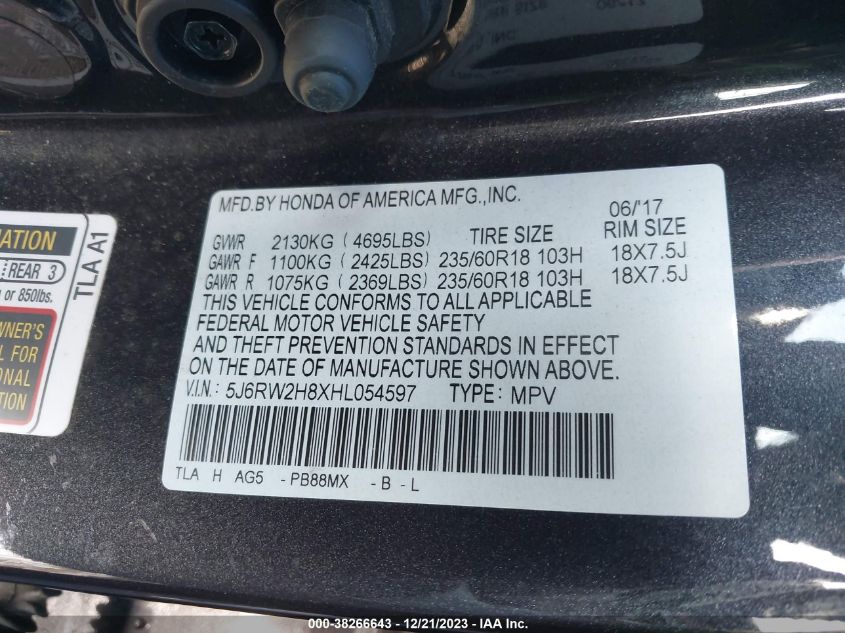 MFD.BY HONDA OF AMERICA MFG.,INC.
06/'17
GVWR 2130KG ( 4695LBS) TIRE SIZE RIM SIZE
GAWR F 1100KG ( 2425LBS) 235/60R18 103H 18X7.5J
GAWR R 1075KG ( 2369LBS) 235/60R18 103H 18X7.5J
THIS VEHICLE CONFORMS TO ALL APPLICABLE
FEDERAL MOTOR VEHICLE SAFETY
AND THEFT PREVENTION STANDARDS IN EFFECT
ON THE DATE OF MANUFACTURE SHOWN ABOVE.
V.I.N.: 5J6RW2H8XHL054597 TYPE: MPV
TLA H AG5 -PB88MX -B -L
REAR 3
or 850lbs.
TLA A1
000-38266643 - 12/21/2023 - IAA, Inc.